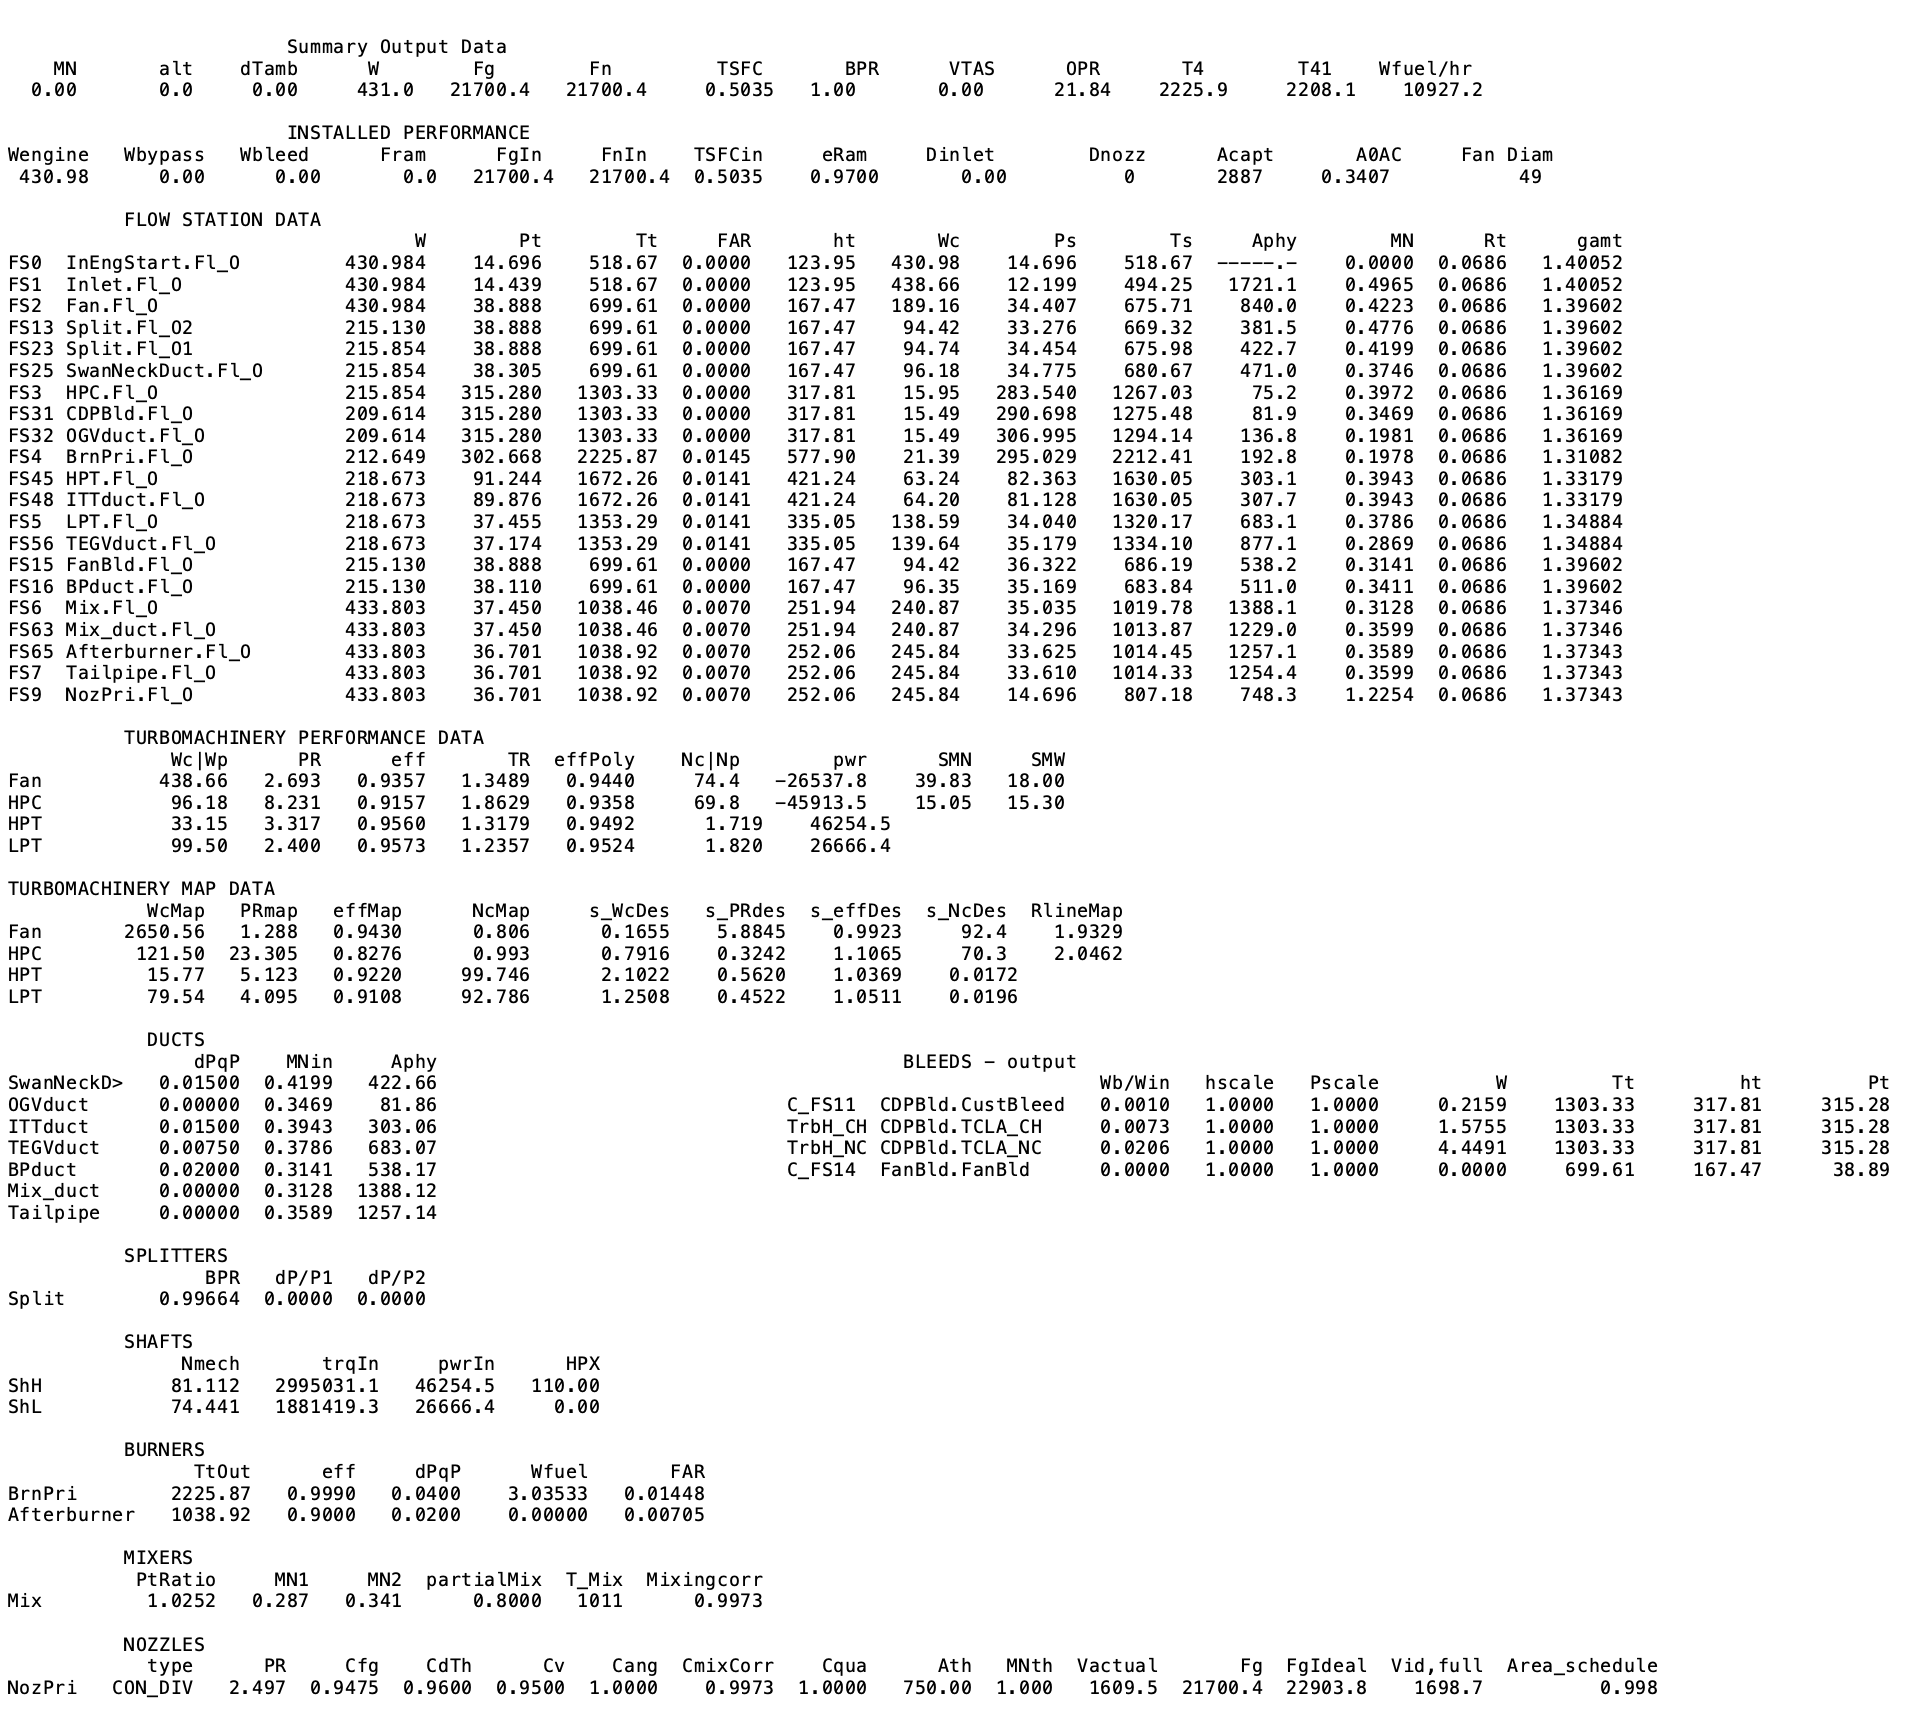 Summary Output Data
MN alt dTamb W Fg Fn TSFC BPR VTAS OPR T4 T41 Wfuel/hr
0.00 0.0 0.00 431.0 21700.4 21700.4 0.5035 1.00 0.00 21.84 2225.9 2208.1 10927.2
INSTALLED PERFORMANCE
Wengine Wbypass Wbleed Fram FgIn FnIn TSFCin eRam Dinlet Dnozz Acapt A0AC Fan Diam
430.98 0.00 0.00 0.0 21700.4 21700.4 0.5035 0.9700 0.00 0 2887 0.3407 49
FLOW STATION DATA
W Pt Tt FAR ht Wc Ps Ts Aphy MN Rt gamt
FS0 InEngStart.Fl_O 430.984 14.696 518.67 0.0000 123.95 430.98 14.696 518.67 -----.- 0.0000 0.0686 1.40052
FS1 Inlet.Fl_O 430.984 14.439 518.67 0.0000 123.95 438.66 12.199 494.25 1721.1 0.4965 0.0686 1.40052
FS2 Fan.Fl_O 430.984 38.888 699.61 0.0000 167.47 189.16 34.407 675.71 840.0 0.4223 0.0686 1.39602
FS13 Split.Fl_O2 215.130 38.888 699.61 0.0000 167.47 94.42 33.276 669.32 381.5 0.4776 0.0686 1.39602
FS23 Split.Fl_O1 215.854 38.888 699.61 0.0000 167.47 94.74 34.454 675.98 422.7 0.4199 0.0686 1.39602
FS25 SwanNeckDuct.Fl_O 215.854 38.305 699.61 0.0000 167.47 96.18 34.775 680.67 471.0 0.3746 0.0686 1.39602
FS3 HPC.Fl_O 215.854 315.280 1303.33 0.0000 317.81 15.95 283.540 1267.03 75.2 0.3972 0.0686 1.36169
FS31 CDPBld.Fl_O 209.614 315.280 1303.33 0.0000 317.81 15.49 290.698 1275.48 81.9 0.3469 0.0686 1.36169
FS32 OGVduct.Fl_O 209.614 315.280 1303.33 0.0000 317.81 15.49 306.995 1294.14 136.8 0.1981 0.0686 1.36169
FS4 BrnPri.Fl_O 212.649 302.668 2225.87 0.0145 577.90 21.39 295.029 2212.41 192.8 0.1978 0.0686 1.31082
FS45 HPT.Fl_O 218.673 91.244 1672.26 0.0141 421.24 63.24 82.363 1630.05 303.1 0.3943 0.0686 1.33179
FS48 ITTduct.Fl_O 218.673 89.876 1672.26 0.0141 421.24 64.20 81.128 1630.05 307.7 0.3943 0.0686 1.33179
FS5 LPT.Fl_O 218.673 37.455 1353.29 0.0141 335.05 138.59 34.040 1320.17 683.1 0.3786 0.0686 1.34884
FS56 TEGVduct.Fl_O 218.673 37.174 1353.29 0.0141 335.05 139.64 35.179 1334.10 877.1 0.2869 0.0686 1.34884
FS15 FanBld.Fl_O 215.130 38.888 699.61 0.0000 167.47 94.42 36.322 686.19 538.2 0.3141 0.0686 1.39602
FS16 BPduct.Fl_O 215.130 38.110 699.61 0.0000 167.47 96.35 35.169 683.84 511.0 0.3411 0.0686 1.39602
FS6 Mix.Fl_O 433.803 37.450 1038.46 0.0070 251.94 240.87 35.035 1019.78 1388.1 0.3128 0.0686 1.37346
FS63 Mix_duct.Fl_O 433.803 37.450 1038.46 0.0070 251.94 240.87 34.296 1013.87 1229.0 0.3599 0.0686 1.37346
FS65 Afterburner.Fl_O 433.803 36.701 1038.92 0.0070 252.06 245.84 33.625 1014.45 1257.1 0.3589 0.0686 1.37343
FS7 Tailpipe.Fl_O 433.803 36.701 1038.92 0.0070 252.06 245.84 33.610 1014.33 1254.4 0.3599 0.0686 1.37343
FS9 NozPri.Fl_O 433.803 36.701 1038.92 0.0070 252.06 245.84 14.696 807.18 748.3 1.2254 0.0686 1.37343
TURBOMACHINERY PERFORMANCE DATA
Wc|Wp PR eff TR effPoly Nc|Np pwr SMN SMW
Fan 438.66 2.693 0.9357 1.3489 0.9440 74.4 -26537.8 39.83 18.00
HPC 96.18 8.231 0.9157 1.8629 0.9358 69.8 -45913.5 15.05 15.30
HPT 33.15 3.317 0.9560 1.3179 0.9492 1.719 46254.5
LPT 99.50 2.400 0.9573 1.2357 0.9524 1.820 26666.4
TURBOMACHINERY MAP DATA
WcMap PRmap effMap NcMap s_WcDes s_PRdes s_effDes s_NcDes RlineMap
Fan 2650.56 1.288 0.9430 0.806 0.1655 5.8845 0.9923 92.4 1.9329
HPC 121.50 23.305 0.8276 0.993 0.7916 0.3242 1.1065 70.3 2.0462
HPT 15.77 5.123 0.9220 99.746 2.1022 0.5620 1.0369 0.0172
LPT 79.54 4.095 0.9108 92.786 1.2508 0.4522 1.0511 0.0196
DUCTS
dPqP MNin Aphy BLEEDS - output
SwanNeckD> 0.01500 0.4199 422.66 Wb/Win hscale Pscale W Tt ht Pt
OGVduct 0.00000 0.3469 81.86 C_FS11 CDPBld.CustBleed 0.0010 1.0000 1.0000 0.2159 1303.33 317.81 315.28
ITTduct 0.01500 0.3943 303.06 TrbH_CH CDPBld.TCLA_CH 0.0073 1.0000 1.0000 1.5755 1303.33 317.81 315.28
TEGVduct 0.00750 0.3786 683.07 TrbH_NC CDPBld.TCLA_NC 0.0206 1.0000 1.0000 4.4491 1303.33 317.81 315.28
BPduct 0.02000 0.3141 538.17 C_FS14 FanBld.FanBld 0.0000 1.0000 1.0000 0.0000 699.61 167.47 38.89
Mix_duct 0.00000 0.3128 1388.12
Tailpipe 0.00000 0.3589 1257.14
SPLITTERS
BPR dP/P1 dP/P2
Split 0.99664 0.0000 0.0000
SHAFTS
Nmech trqIn pwrIn HPX
ShH 81.112 2995031.1 46254.5 110.00
ShL 74.441 1881419.3 26666.4 0.00
BURNERS
TtOut eff dPqP Wfuel FAR
BrnPri 2225.87 0.9990 0.0400 3.03533 0.01448
Afterburner 1038.92 0.9000 0.0200 0.00000 0.00705
MIXERS
PtRatio MN1 MN2 partialMix T_Mix Mixingcorr
Mix 1.0252 0.287 0.341 0.8000 1011 0.9973
NOZZLES
type PR Cfg CdTh Cv Cang CmixCorr Cqua Ath MNth Vactual Fg FgIdeal Vid,full Area_schedule
NozPri CON_DIV 2.497 0.9475 0.9600 0.9500 1.0000 0.9973 1.0000 750.00 1.000 1609.5 21700.4 22903.8 1698.7 0.998